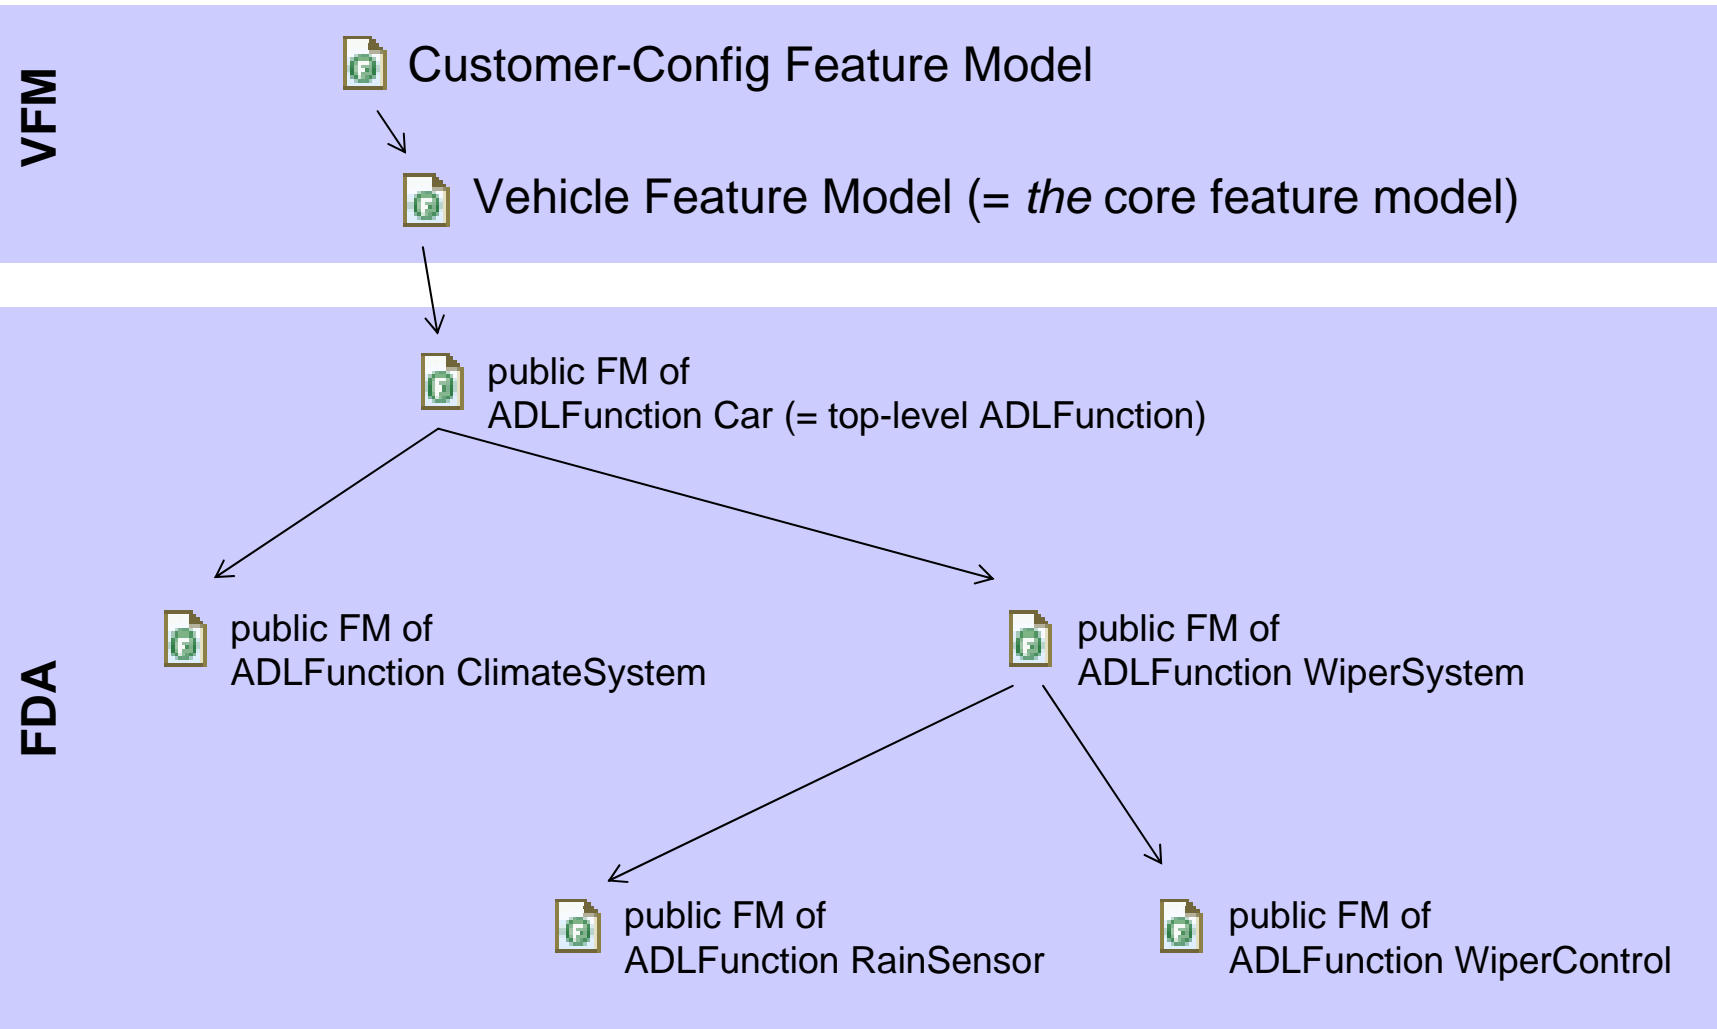 VFM
Customer-Config Feature Model
Vehicle Feature Model (= the core feature model)
FDA
public FM of
ADLFunction Car (= top-level ADLFunction)
public FM of
ADLFunction ClimateSystem
public FM of
ADLFunction WiperSystem
public FM of
ADLFunction RainSensor
public FM of
ADLFunction WiperControl